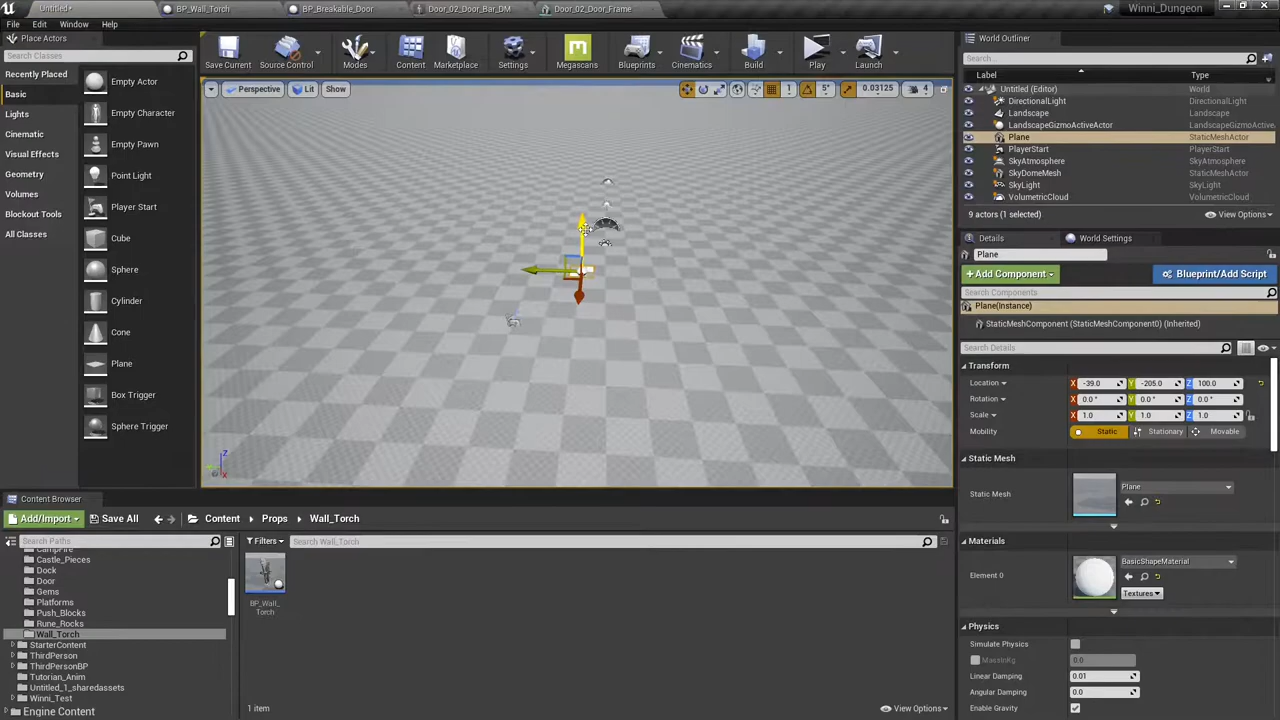 Untitled*
BP_Wall_Torch
BP_Breakable_Door
Door_02_Door_Bar_DM
Door_02_Door_Frame
Winni_Dungeon
File Edit Window Help
Place Actors
Search Classes
Recently Placed
Basic
Lights
Cinematic
Visual Effects
Geometry
Volumes
Blockout Tools
All Classes
Empty Actor
Empty Character
Empty Pawn
Point Light
Player Start
Cube
Sphere
Cylinder
Cone
Plane
Box Trigger
Sphere Trigger
Save Current
Source Control
Modes
Content
Marketplace
Settings
m
Megascans
Blueprints
Cinematics
Build
Play
Launch
Perspective
Lit
Show
1
5°
0.03125
4
Z
X
World Outliner
Search...
Label
Type
Untitled (Editor) World
DirectionalLight DirectionalLight
Landscape Landscape
LandscapeGizmoActiveActor LandscapeGizmoActive
Plane StaticMeshActor
PlayerStart PlayerStart
SkyAtmosphere SkyAtmosphere
SkyDomeMesh StaticMeshActor
SkyLight SkyLight
VolumetricCloud VolumetricCloud
9 actors (1 selected)
View Options
Details
World Settings
Plane
+Add Component
Blueprint/Add Script
Search Components
Plane(Instance)
StaticMeshComponent (StaticMeshComponent0) (Inherited)
Search Details
Transform
Location X -39.0 Y -205.0 Z 100.0
Rotation X 0.0 ° Y 0.0 ° Z 0.0 °
Scale X 1.0 Y 1.0 Z 1.0
Mobility Static Stationary Movable
Static Mesh
Static Mesh
Plane
Materials
Element 0
BasicShapeMaterial
Textures
Physics
Simulate Physics
MassInKg 0.0
Linear Damping 0.01
Angular Damping 0.0
Enable Gravity
Content Browser
Add/Import
Save All
Content
Props
Wall_Torch
Search Paths
Filters
Search Wall_Torch
CampFire
Castle_Pieces
Dock
Door
Gems
Platforms
Push_Blocks
Rune_Rocks
Wall_Torch
StarterContent
ThirdPerson
ThirdPersonBP
Tutorian_Anim
Untitled_1_sharedassets
Winni_Test
Engine Content
BP_Wall_
Torch
1 item
View Options